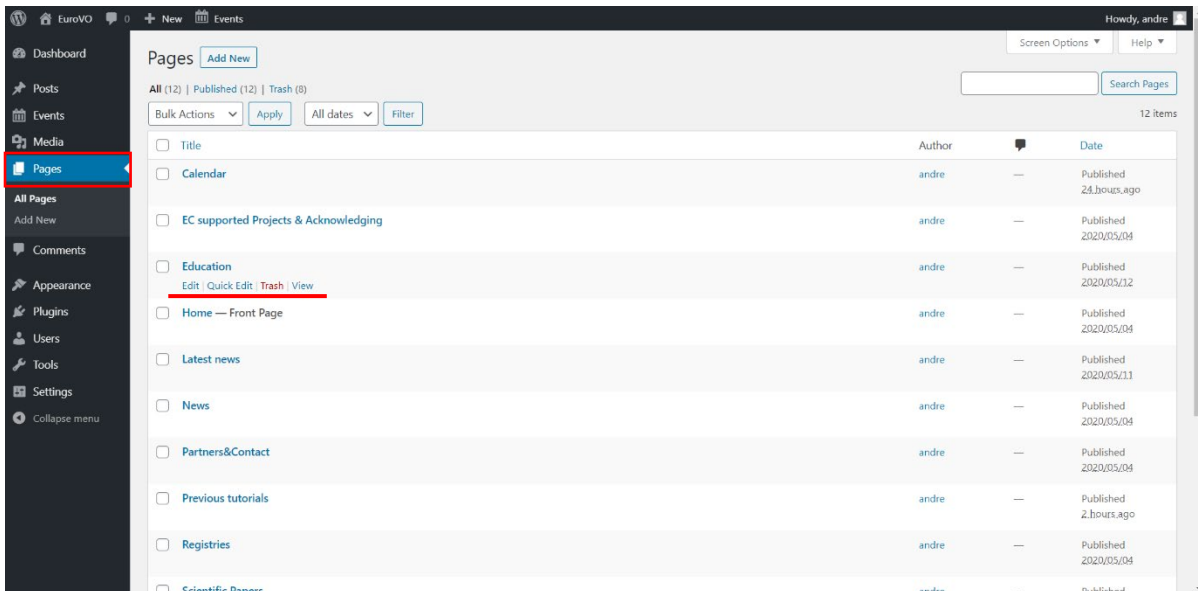 EuroVO 0 New Events Howdy, andre
Screen Options Help
Dashboard
Posts
Events
Media
Pages
All Pages
Add New
Comments
Appearance
Plugins
Users
Tools
Settings
Collapse menu
Pages Add New
All (12) | Published (12) | Trash (8)
Search Pages
Bulk Actions Apply All dates Filter 12 items
Title Author Date
Calendar andre — Published
24 hours ago
EC supported Projects & Acknowledging andre — Published
2020/05/04
Education andre — Published
Edit | Quick Edit | Trash | View 2020/05/12
Home — Front Page andre — Published
2020/05/04
Latest news andre — Published
2020/05/11
News andre — Published
2020/05/04
Partners&Contact andre — Published
2020/05/04
Previous tutorials andre — Published
2 hours ago
Registries andre — Published
2020/05/04
Scientific Papers andre — Published